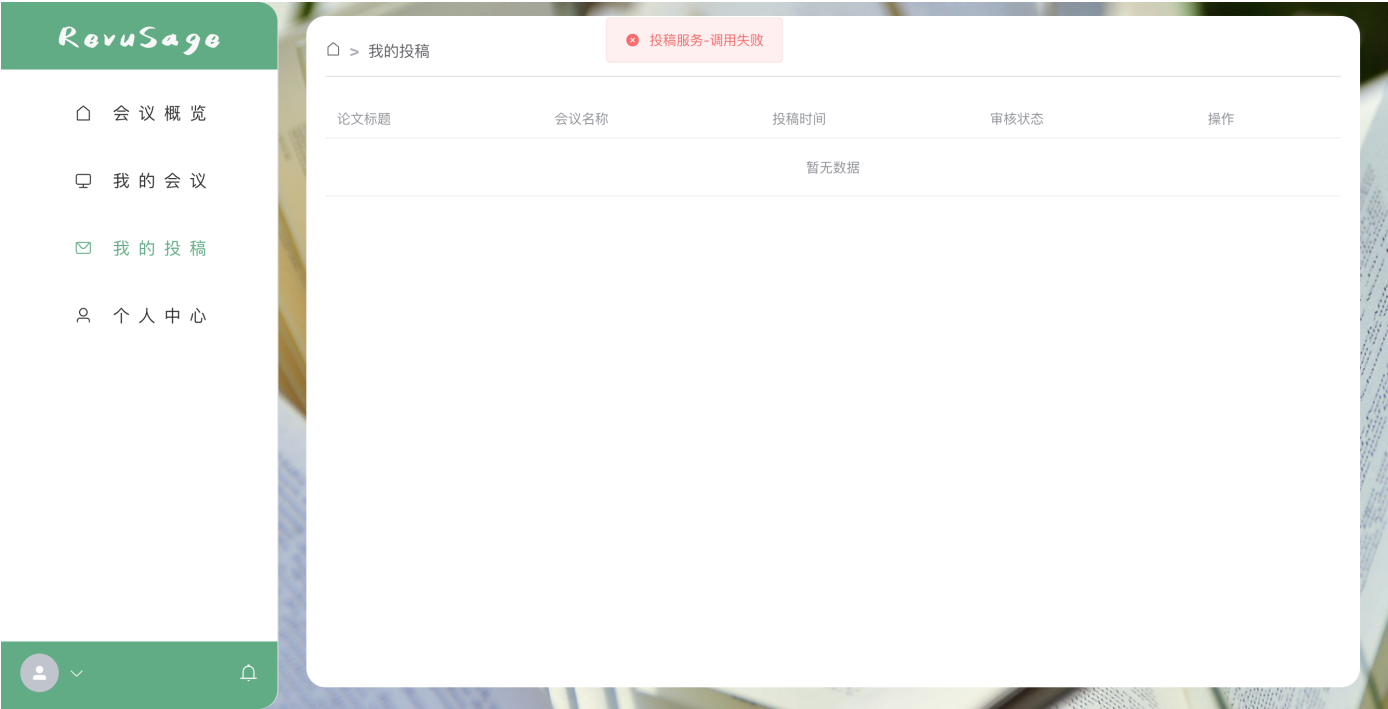 RevuSage
会议概览
我的会议
我的投稿
个人中心
> 我的投稿
投稿服务-调用失败
论文标题 会议名称 投稿时间 审核状态 操作
暂无数据